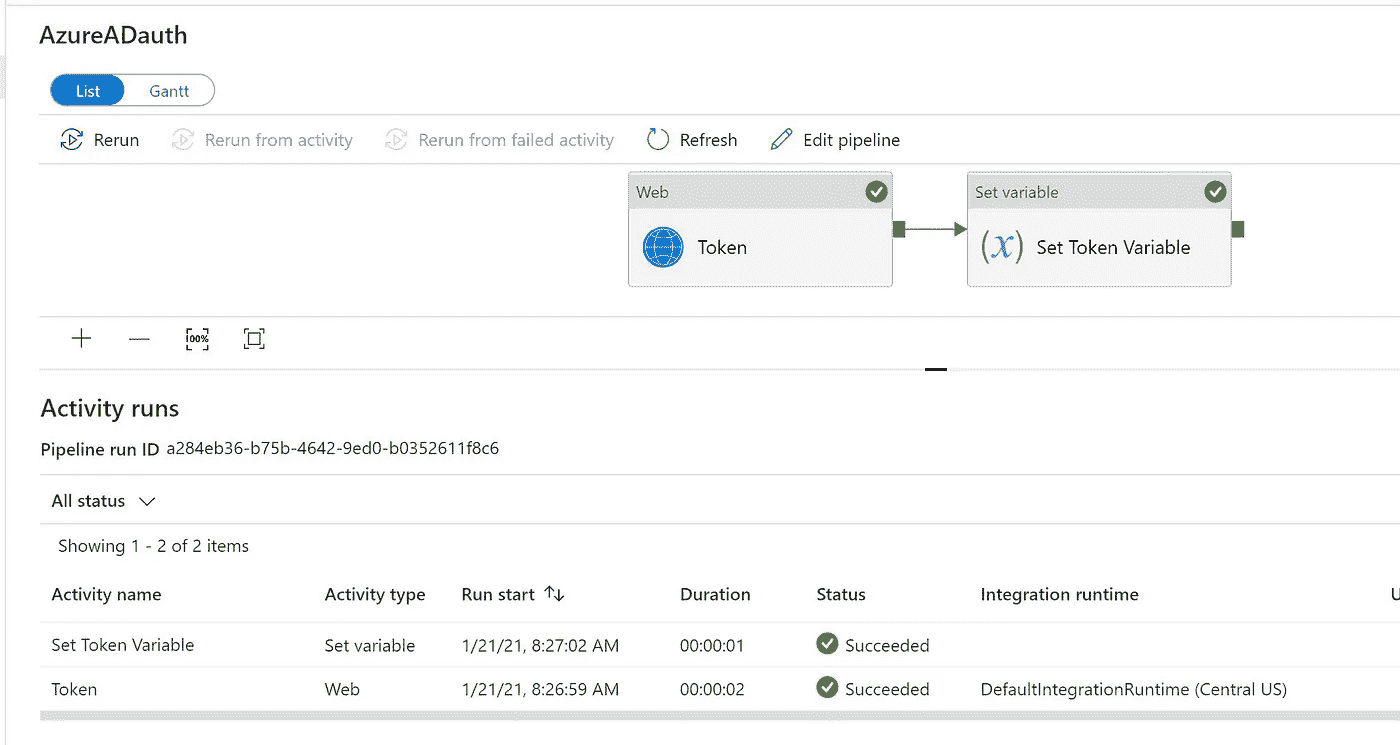 AzureADauth
List Gantt
Rerun Rerun from activity Rerun from failed activity Refresh Edit pipeline
Web Set variable
Token (x) Set Token Variable
100%
Activity runs
Pipeline run ID a284eb36-b75b-4642-9ed0-b0352611f8c6
All status
Showing 1 - 2 of 2 items
Activity name Activity type Run start Duration Status Integration runtime U
Set Token Variable Set variable 1/21/21, 8:27:02 AM 00:00:01 Succeeded
Token Web 1/21/21, 8:26:59 AM 00:00:02 Succeeded DefaultIntegrationRuntime (Central US)